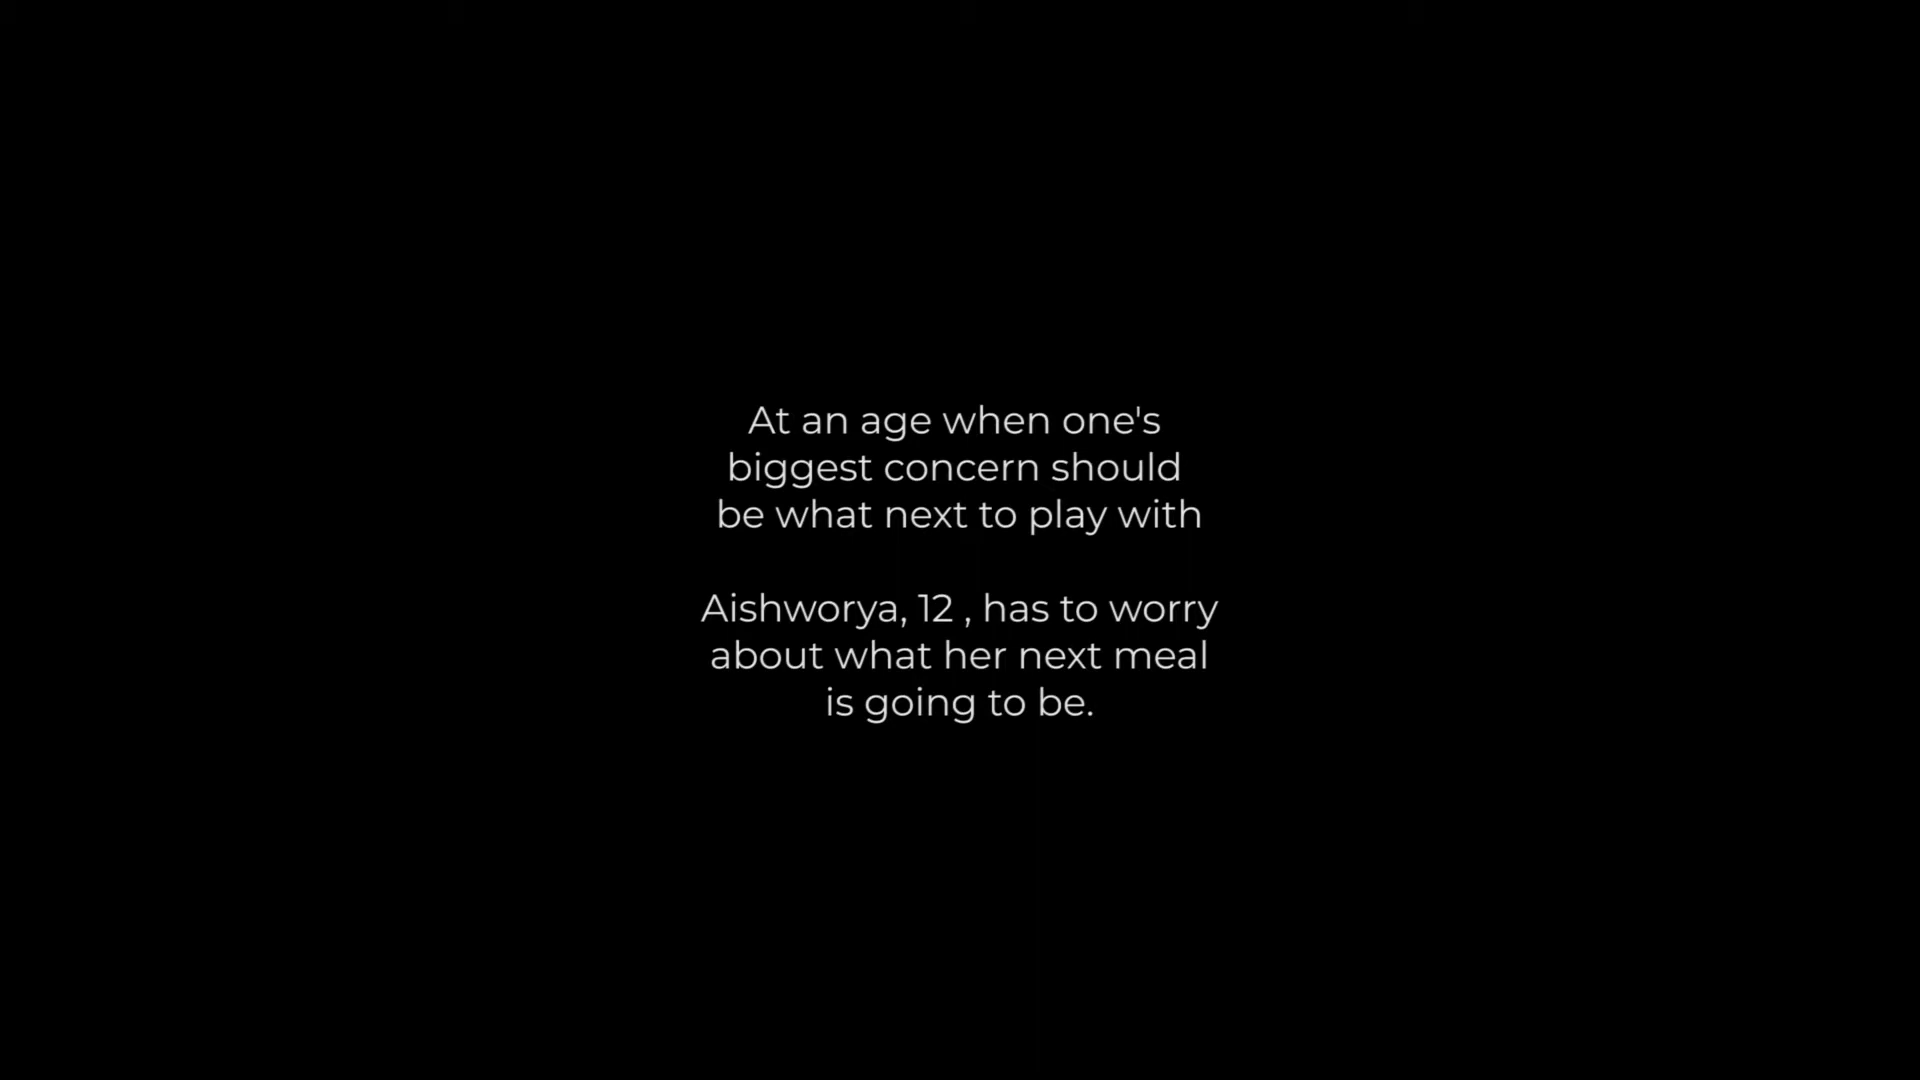 At an age when one's
biggest concern should
be what next to play with
Aishworya, 12 , has to worry
about what her next meal
is going to be.